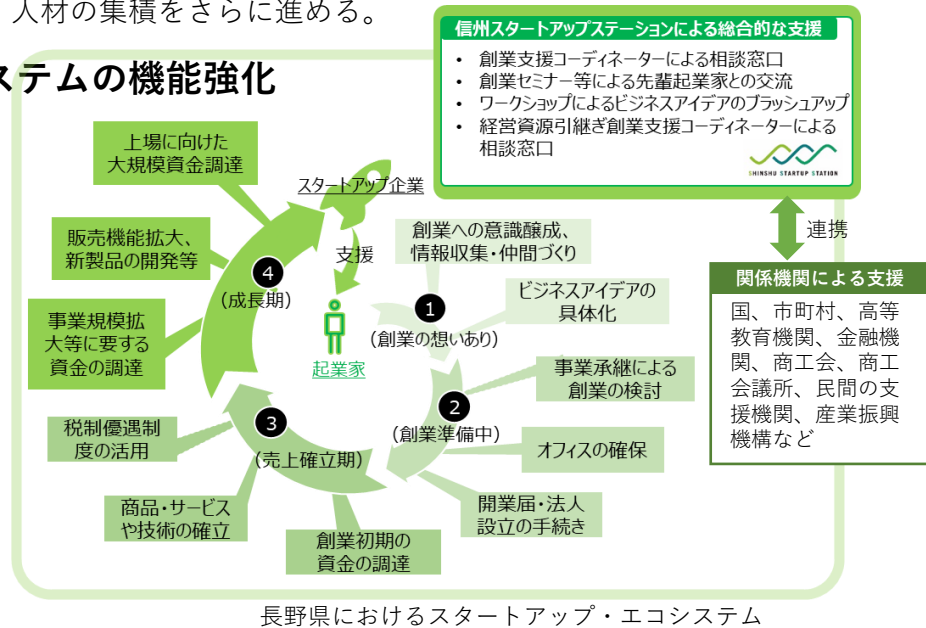 人材の集積をさらに進める。
ステムの機能強化
信州スタートアップステーションによる総合的な支援
• 創業支援コーディネーターによる相談窓口
• 創業セミナー等による先輩起業家との交流
• ワークショップによるビジネスアイデアのブラッシュアップ
• 経営資源引継ぎ創業支援コーディネーターによる
相談窓口
SHINSHU STARTUP STATION
連携
関係機関による支援
国、市町村、高等
教育機関、金融機
関、商工会、商工
会議所、民間の支
援機関、産業振興
機構など
スタートアップ企業
支援
起業家
1
(創業の想いあり)
創業への意識醸成、
情報収集・仲間づくり
ビジネスアイデアの
具体化
2
(創業準備中)
事業承継による
創業の検討
オフィスの確保
開業届・法人
設立の手続き
3
(売上確立期)
創業初期の
資金の調達
商品・サービス
や技術の確立
税制優遇制
度の活用
4
(成長期)
事業規模拡
大等に要する
資金の調達
販売機能拡大、
新製品の開発等
上場に向けた
大規模資金調達
長野県におけるスタートアップ・エコシステム